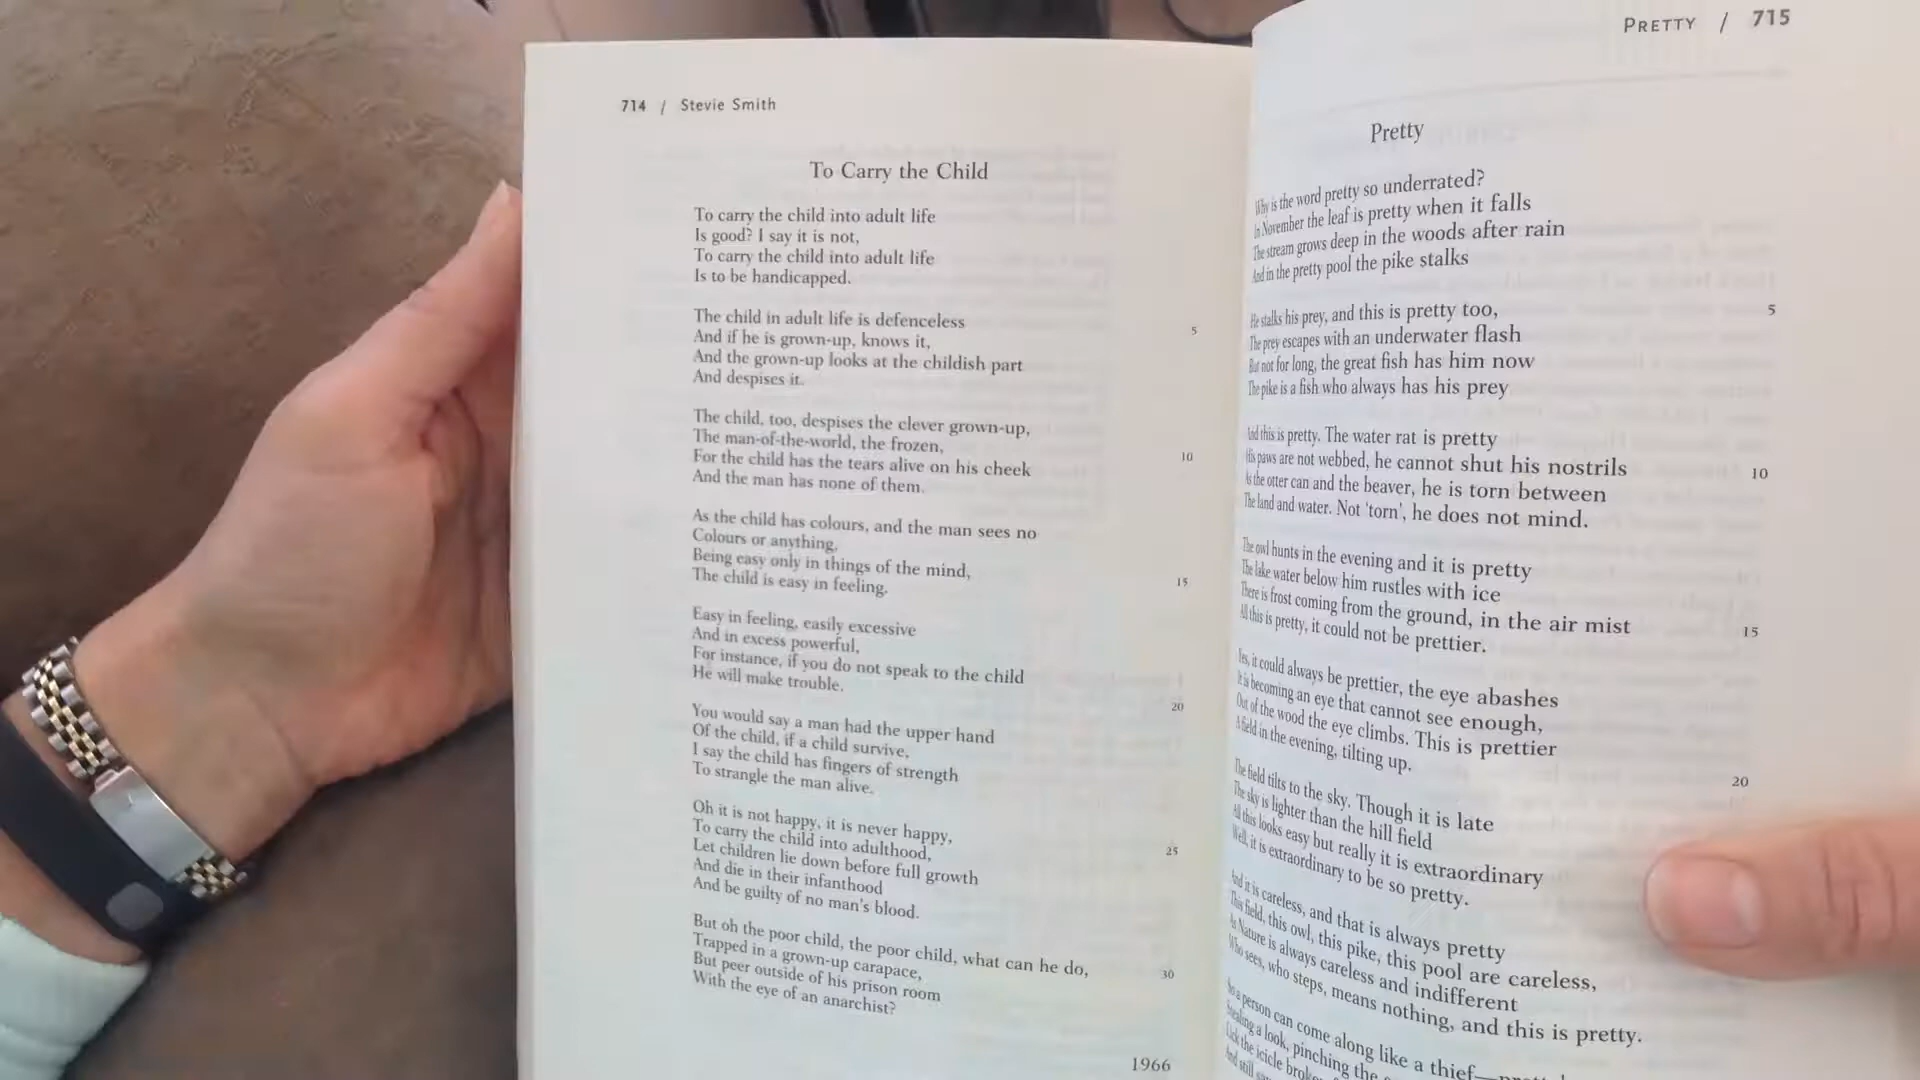 714 / Stevie Smith
To Carry the Child
To carry the child into adult life
Is good? I say it is not,
To carry the child into adult life
Is to be handicapped.
The child in adult life is defenceless
5
And if he is grown-up, knows it,
And the grown-up looks at the childish part
And despises it.
The child, too, despises the clever grown-up,
The man-of-the-world, the frozen,
10
For the child has the tears alive on his cheek
And the man has none of them.
As the child has colours, and the man sees no
Colours or anything,
Being easy only in things of the mind,
15
The child is easy in feeling.
Easy in feeling, easily excessive
And in excess powerful,
For instance, if you do not speak to the child
He will make trouble.
20
You would say a man had the upper hand
Of the child, if a child survive,
I say the child has fingers of strength
To strangle the man alive.
Oh it is not happy, it is never happy,
25
To carry the child into adulthood,
Let children lie down before full growth
And die in their infanthood
And be guilty of no man's blood.
But oh the poor child, the poor child, what can he do,
30
Trapped in a grown-up carapace,
But peer outside of his prison room
With the eye of an anarchist?
1966
PRETTY / 715
Pretty
Why is the word pretty so underrated?
In November the leaf is pretty when it falls
The stream grows deep in the woods after rain
And in the pretty pool the pike stalks
He stalks his prey, and this is pretty too,
5
The prey escapes with an underwater flash
But not for long, the great fish has him now
The pike is a fish who always has his prey
And this is pretty. The water rat is pretty
His paws are not webbed, he cannot shut his nostrils
10
As the otter can and the beaver, he is torn between
The land and water. Not 'torn', he does not mind.
The owl hunts in the evening and it is pretty
The lake water below him rustles with ice
There is frost coming from the ground, in the air mist
15
All this is pretty, it could not be prettier.
Yes, it could always be prettier, the eye abashes
It is becoming an eye that cannot see enough,
Out of the wood the eye climbs. This is prettier
A field in the evening, tilting up.
20
The field tilts to the sky. Though it is late
The sky is lighter than the hill field
All this looks easy but really it is extraordinary
Well, it is extraordinary to be so pretty.
And it is careless, and that is always pretty
This field, this owl, this pike, this pool are careless,
As Nature is always careless and indifferent
Who sees, who steps, means nothing, and this is pretty.
So a person can come along like a thief—
Stealing a look, pinching the
Lick the icicle
And still